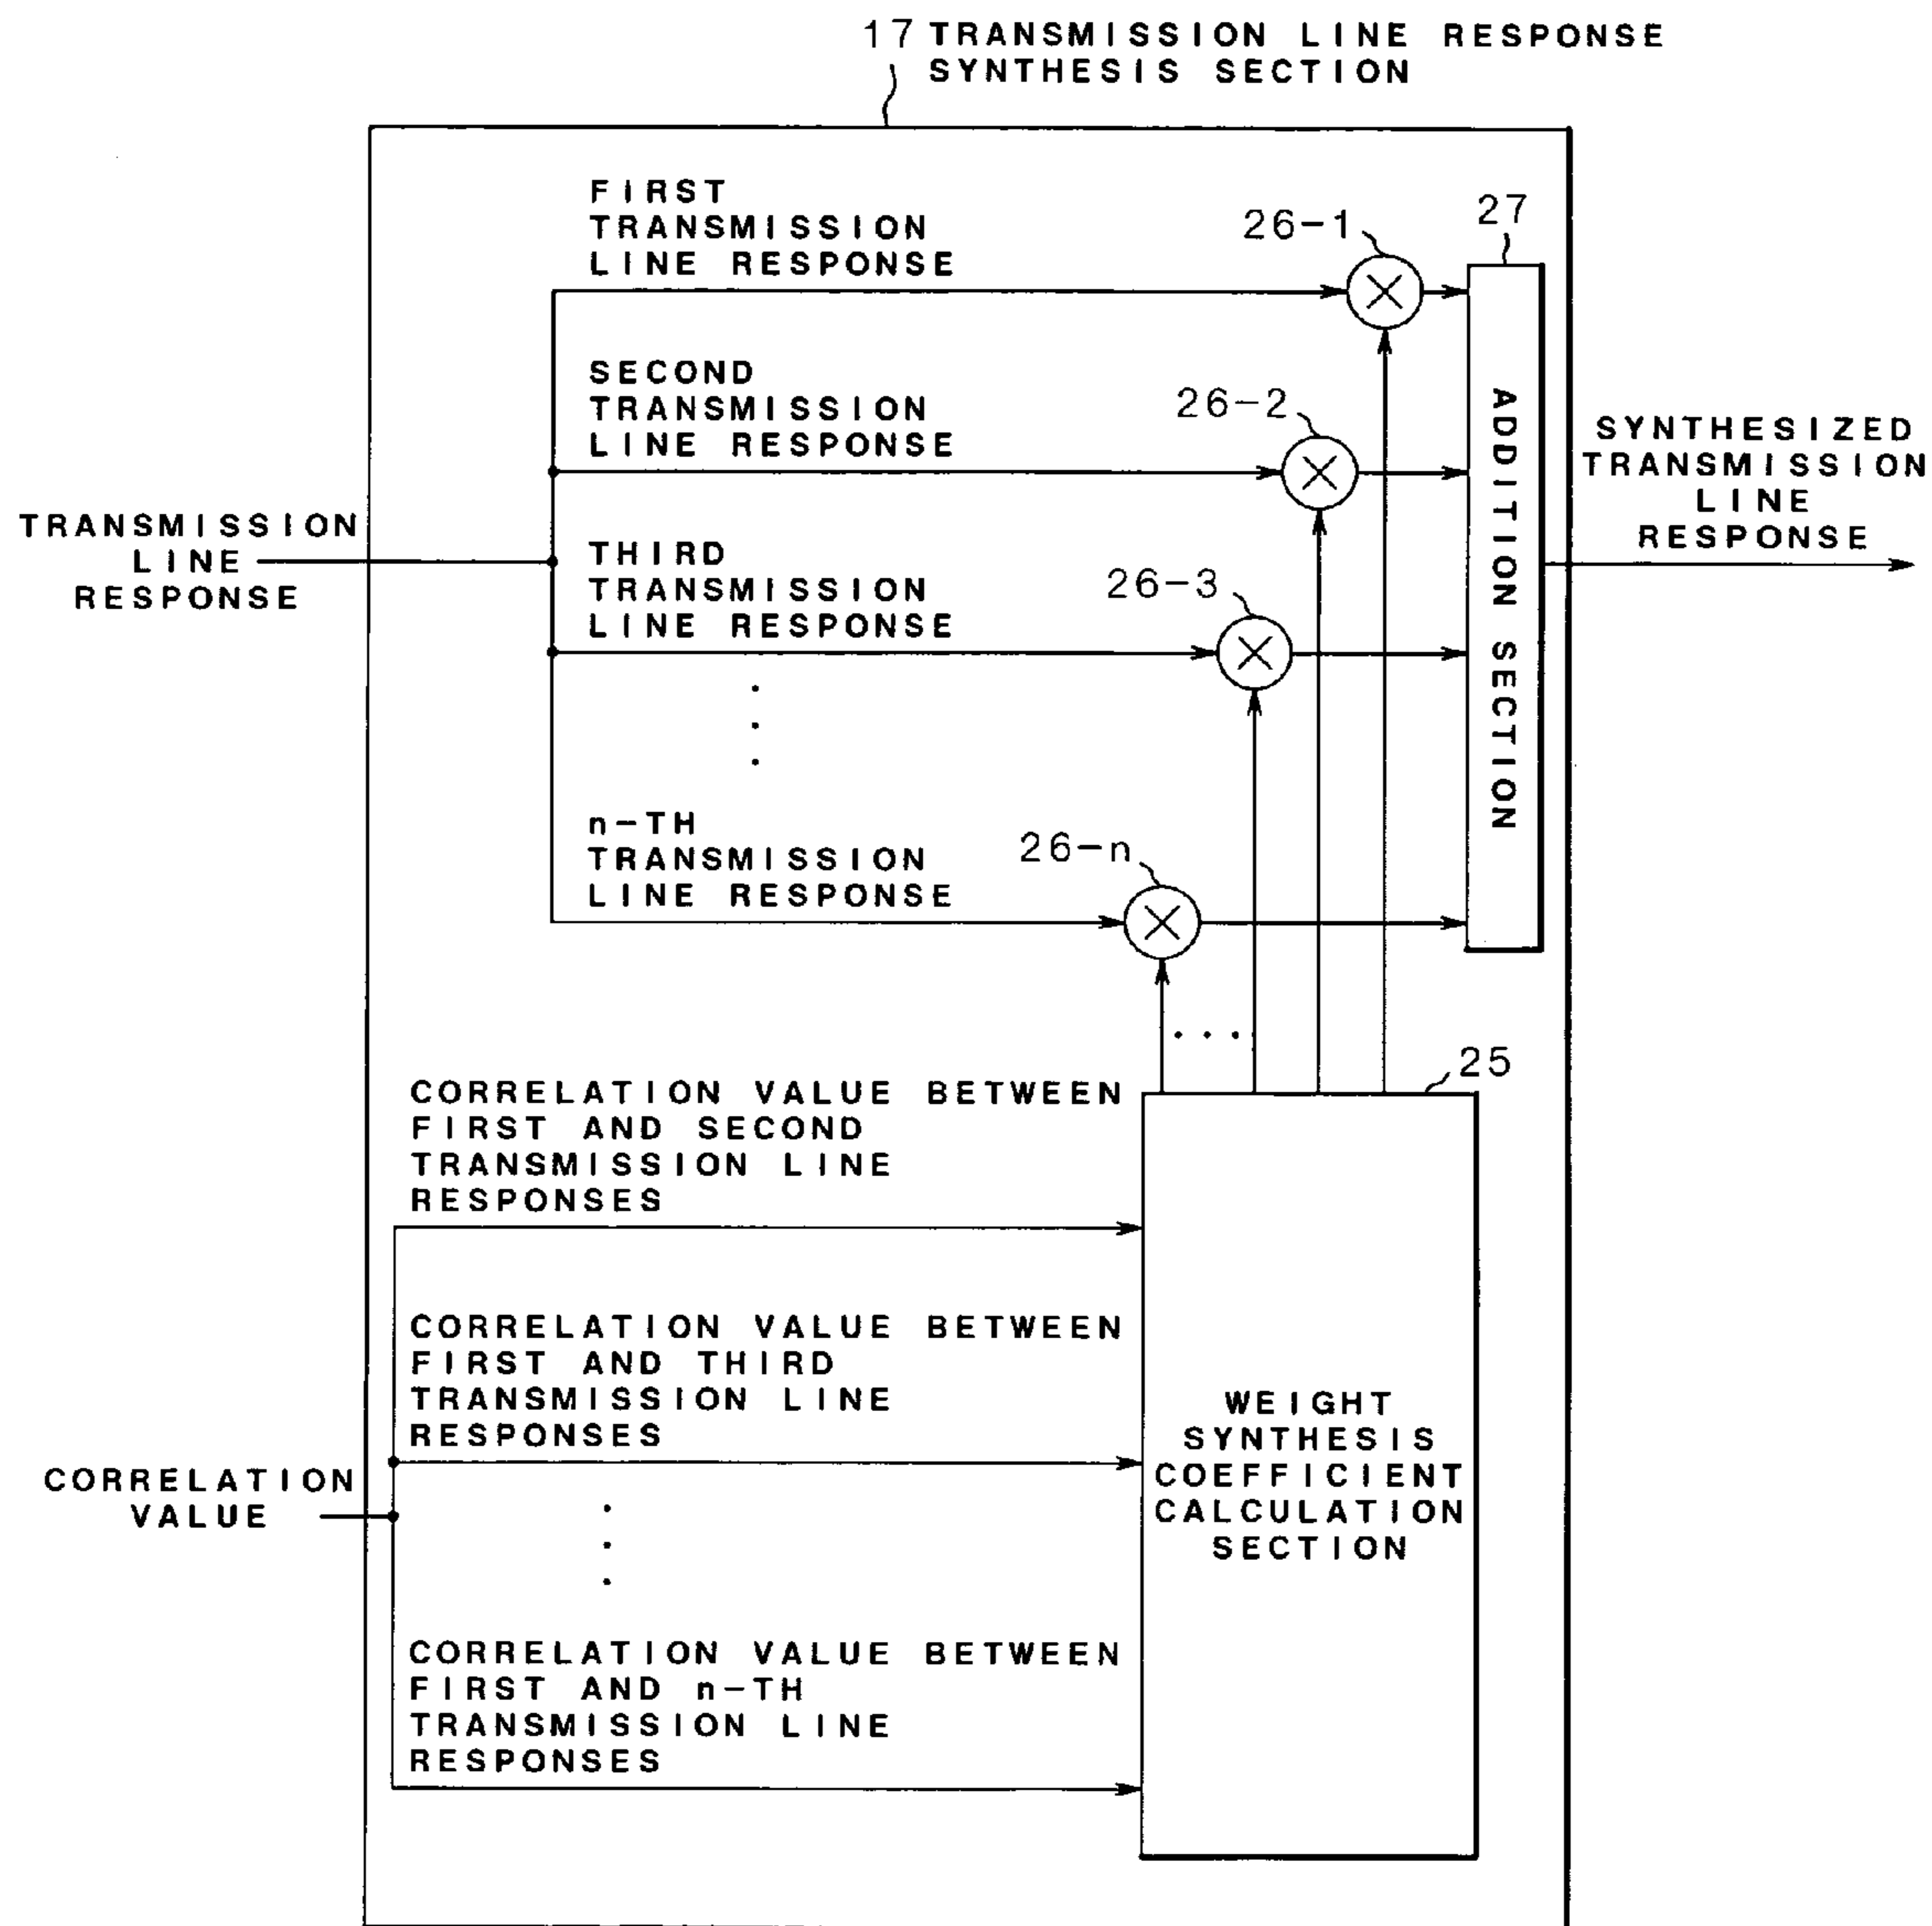 17 TRANSMISSION LINE RESPONSE
SYNTHESIS SECTION
FIRST
TRANSMISSION
LINE RESPONSE
26-1
27
SECOND
TRANSMISSION
LINE RESPONSE
26-2
ADDITION SECTION
SYNTHESIZED
TRANSMISSION
LINE
RESPONSE
TRANSMISSION
LINE
RESPONSE
THIRD
TRANSMISSION
LINE RESPONSE
26-3
n-TH
TRANSMISSION
LINE RESPONSE
26-n
25
CORRELATION VALUE BETWEEN
FIRST AND SECOND
TRANSMISSION LINE
RESPONSES
CORRELATION VALUE BETWEEN
FIRST AND THIRD
TRANSMISSION LINE
RESPONSES
WEIGHT
SYNTHESIS
COEFFICIENT
CALCULATION
SECTION
CORRELATION
VALUE
CORRELATION VALUE BETWEEN
FIRST AND n-TH
TRANSMISSION LINE
RESPONSES